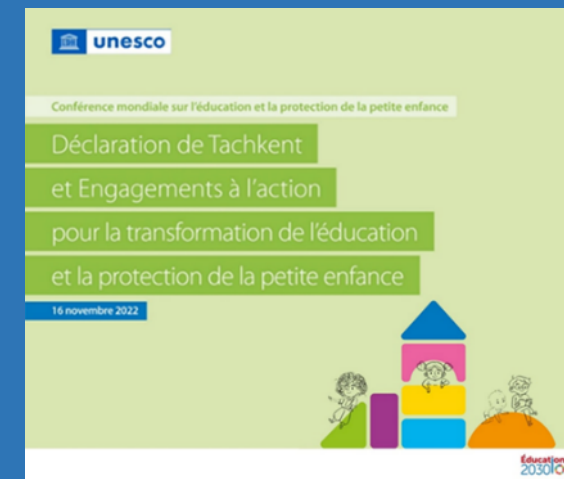 unesco
Conférence mondiale sur l'éducation et la protection de la petite enfance
Déclaration de Tachkent
et Engagements à l'action
pour la transformation de l'éducation
et la protection de la petite enfance
16 novembre 2022
Éducation
2030